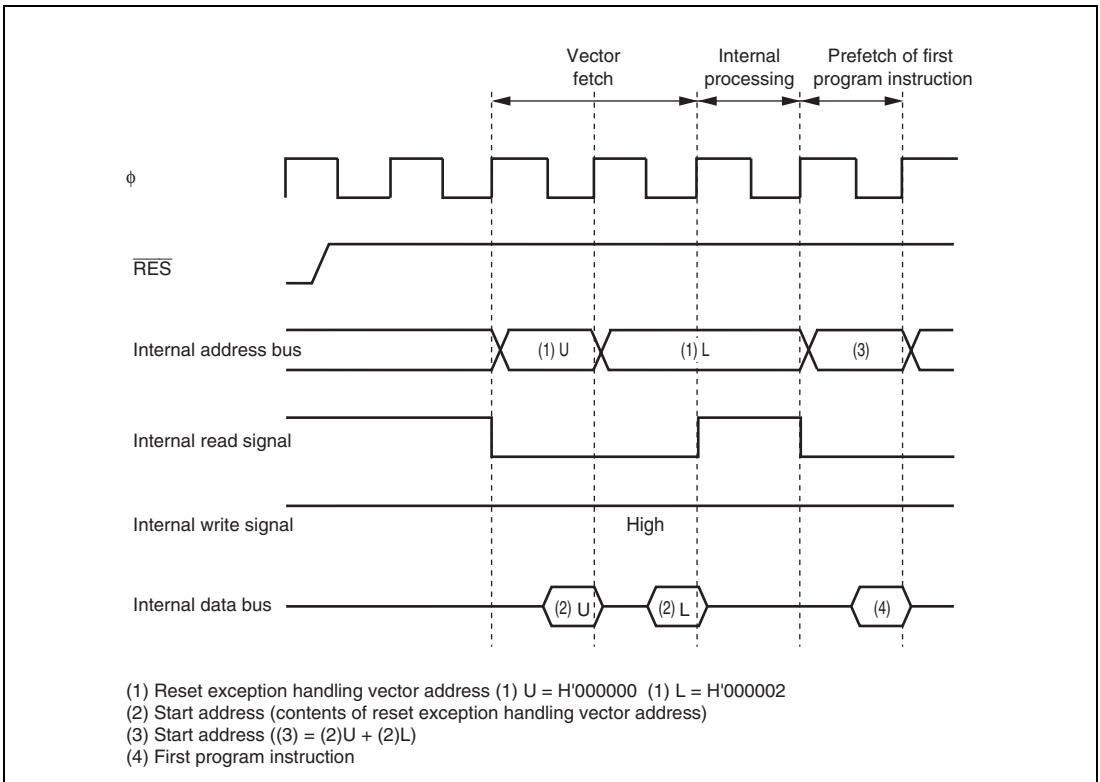 Vector
fetch
Internal
processing
Prefetch of first
program instruction
ϕ
RES
Internal address bus
(1) U
(1) L
(3)
Internal read signal
Internal write signal
High
Internal data bus
(2) U
(2) L
(4)
(1) Reset exception handling vector address (1) U = H'000000 (1) L = H'000002
(2) Start address (contents of reset exception handling vector address)
(3) Start address ((3) = (2)U + (2)L)
(4) First program instruction